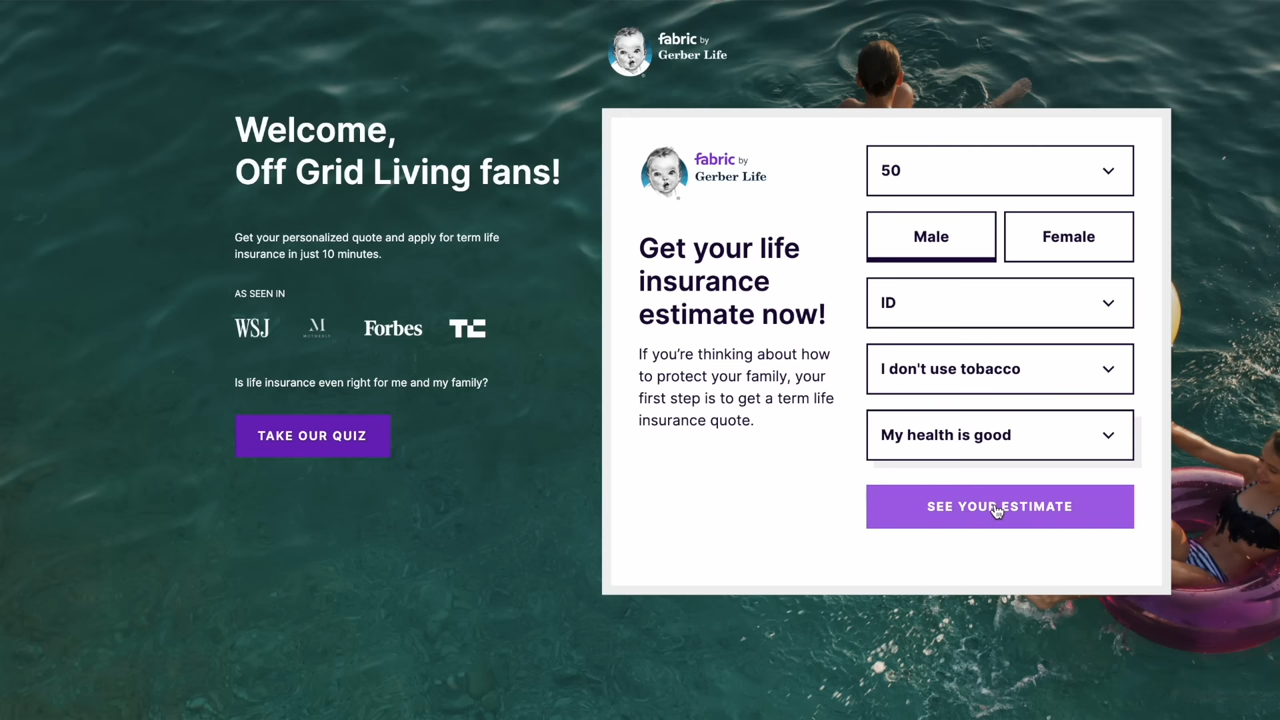 fabric by
Gerber Life
Welcome,
Off Grid Living fans!
Get your personalized quote and apply for term life
insurance in just 10 minutes.
AS SEEN IN
WSJ M Forbes TC
Is life insurance even right for me and my family?
TAKE OUR QUIZ
fabric by
Gerber Life
Get your life
insurance
estimate now!
If you're thinking about how
to protect your family, your
first step is to get a term life
insurance quote.
50
Male Female
ID
I don't use tobacco
My health is good
SEE YOUR ESTIMATE